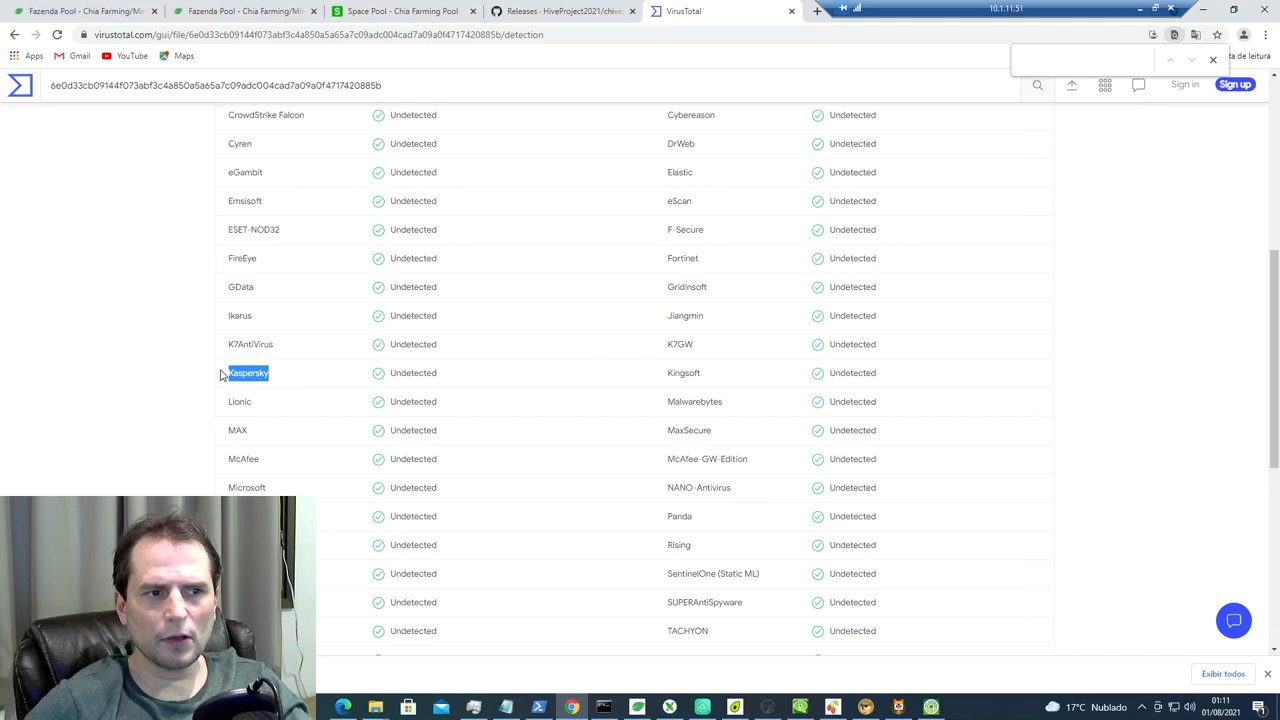 Fazenda Pool - Chia Farming/Min
Fazenda Pool - Chia Farming/Min
Space Pool - Chia Farming Pool
Releases · HiveProject2021/chive
VirusTotal
10.1.11.51
virustotal.com/gui/file/6e0d33cb09144f073abf3c4a850a5a65a7c09adc004cad7a09a0f4717420885b/detection
Apps Gmail YouTube Maps
ta de leitura
6e0d33cb09144f073abf3c4a850a5a65a7c09adc004cad7a09a0f4717420885b
Sign in
Sign up
CrowdStrike Falcon Undetected Cybereason Undetected
Cyren Undetected DrWeb Undetected
eGambit Undetected Elastic Undetected
Emsisoft Undetected eScan Undetected
ESET-NOD32 Undetected F-Secure Undetected
FireEye Undetected Fortinet Undetected
GData Undetected Gridinsoft Undetected
Ikarus Undetected Jiangmin Undetected
K7AntiVirus Undetected K7GW Undetected
Kaspersky Undetected Kingsoft Undetected
Lionic Undetected Malwarebytes Undetected
MAX Undetected MaxSecure Undetected
McAfee Undetected McAfee-GW-Edition Undetected
Microsoft Undetected NANO-Antivirus Undetected
Undetected Panda Undetected
Undetected Rising Undetected
Undetected SentinelOne (Static ML) Undetected
Undetected SUPERAntiSpyware Undetected
Undetected TACHYON Undetected
Exibir todos
17°C Nublado
01:11
01/08/2021